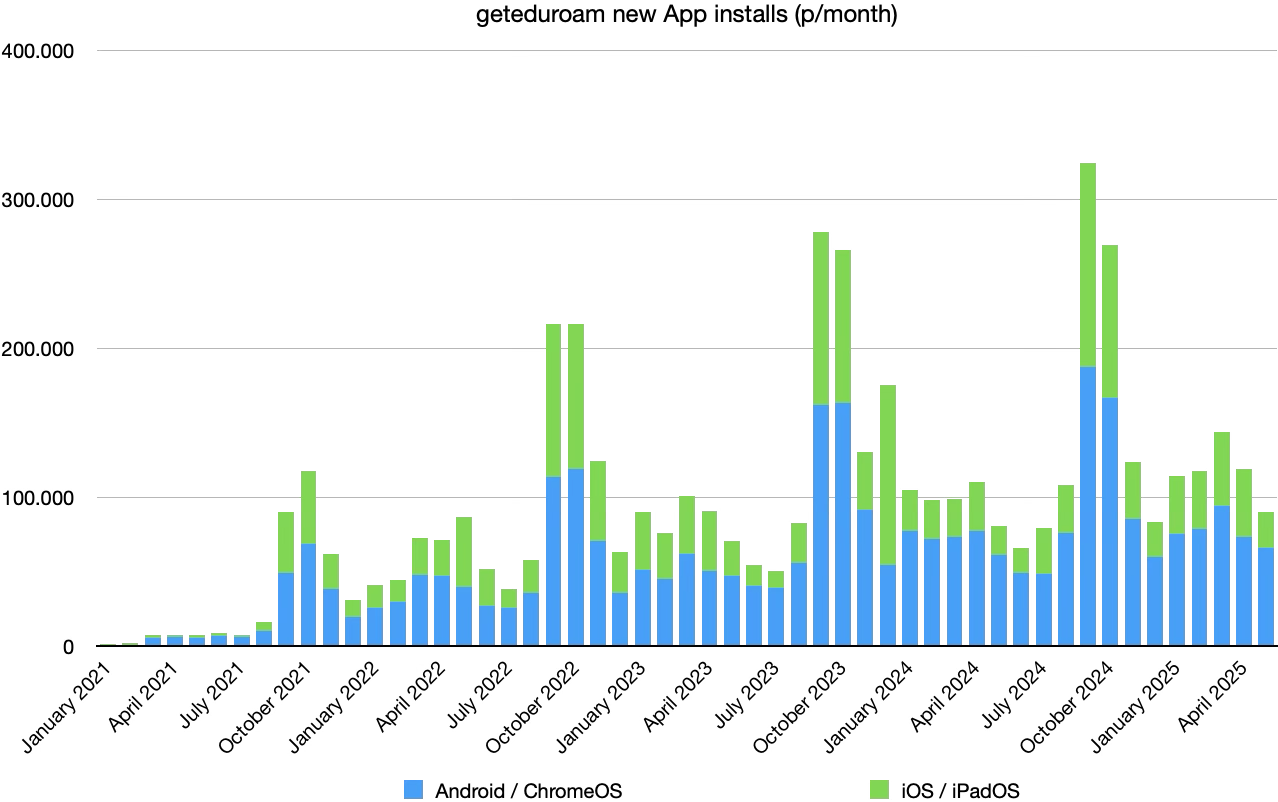 geteduroam new App installs (p/month)
400.000
300.000
200.000
100.000
0
January 2021
April 2021
July 2021
October 2021
January 2022
April 2022
July 2022
October 2022
January 2023
April 2023
July 2023
October 2023
January 2024
April 2024
July 2024
October 2024
January 2025
April 2025
Android / ChromeOS
iOS / iPadOS